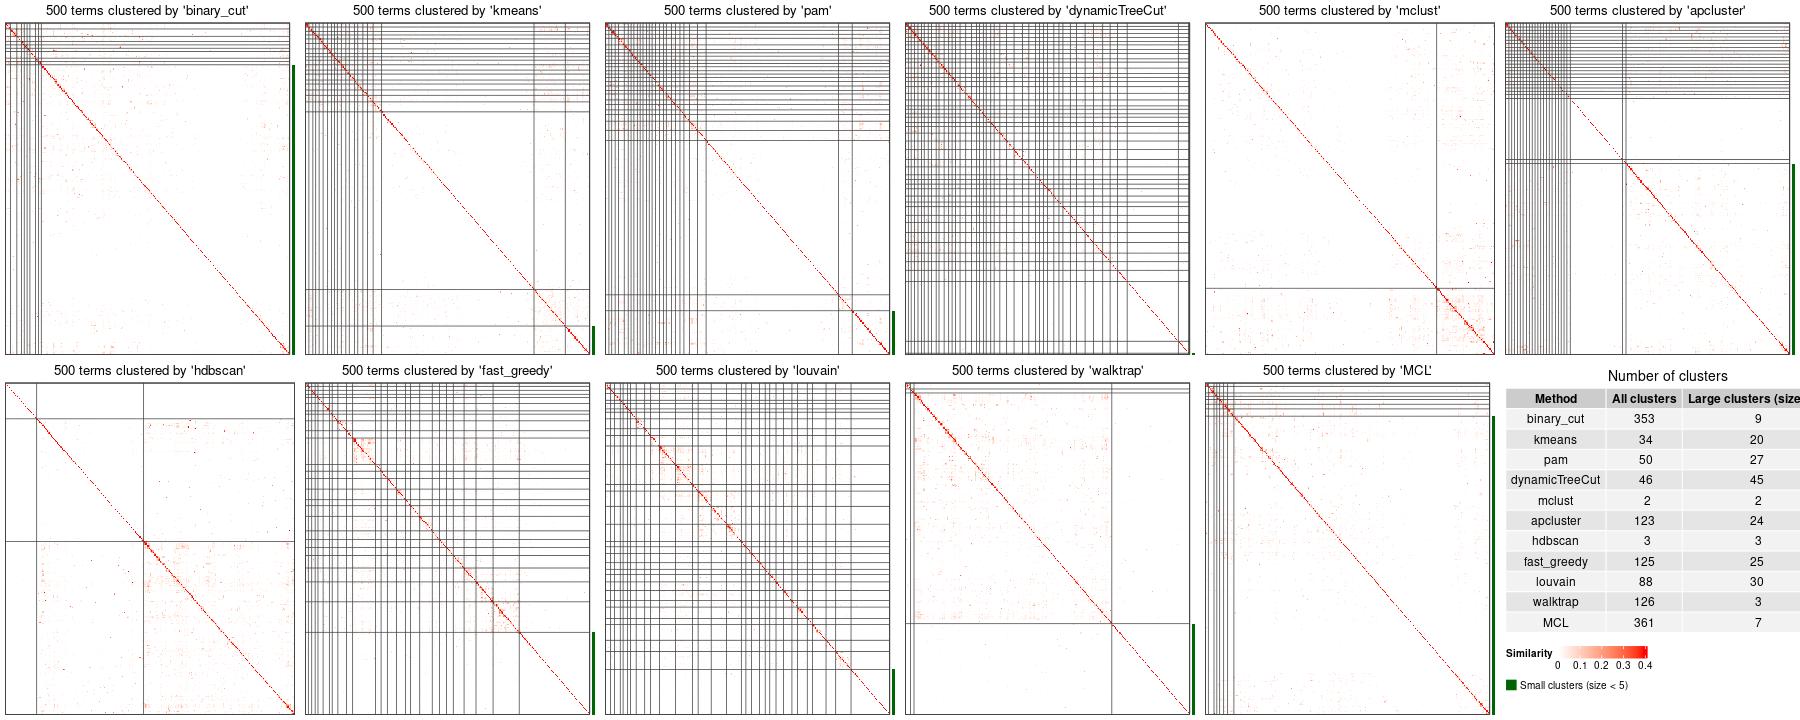 500 terms clustered by 'binary_cut'
500 terms clustered by 'kmeans'
500 terms clustered by 'pam'
500 terms clustered by 'dynamicTreeCut'
500 terms clustered by 'mclust'
500 terms clustered by 'apcluster'
500 terms clustered by 'hdbscan'
500 terms clustered by 'fast_greedy'
500 terms clustered by 'louvain'
500 terms clustered by 'walktrap'
500 terms clustered by 'MCL'
Number of clusters
Method All clusters Large clusters (size
binary_cut 353 9
kmeans 34 20
pam 50 27
dynamicTreeCut 46 45
mclust 2 2
apcluster 123 24
hdbscan 3 3
fast_greedy 125 25
louvain 88 30
walktrap 126 3
MCL 361 7
Similarity
0 0.1 0.2 0.3 0.4
Small clusters (size < 5)